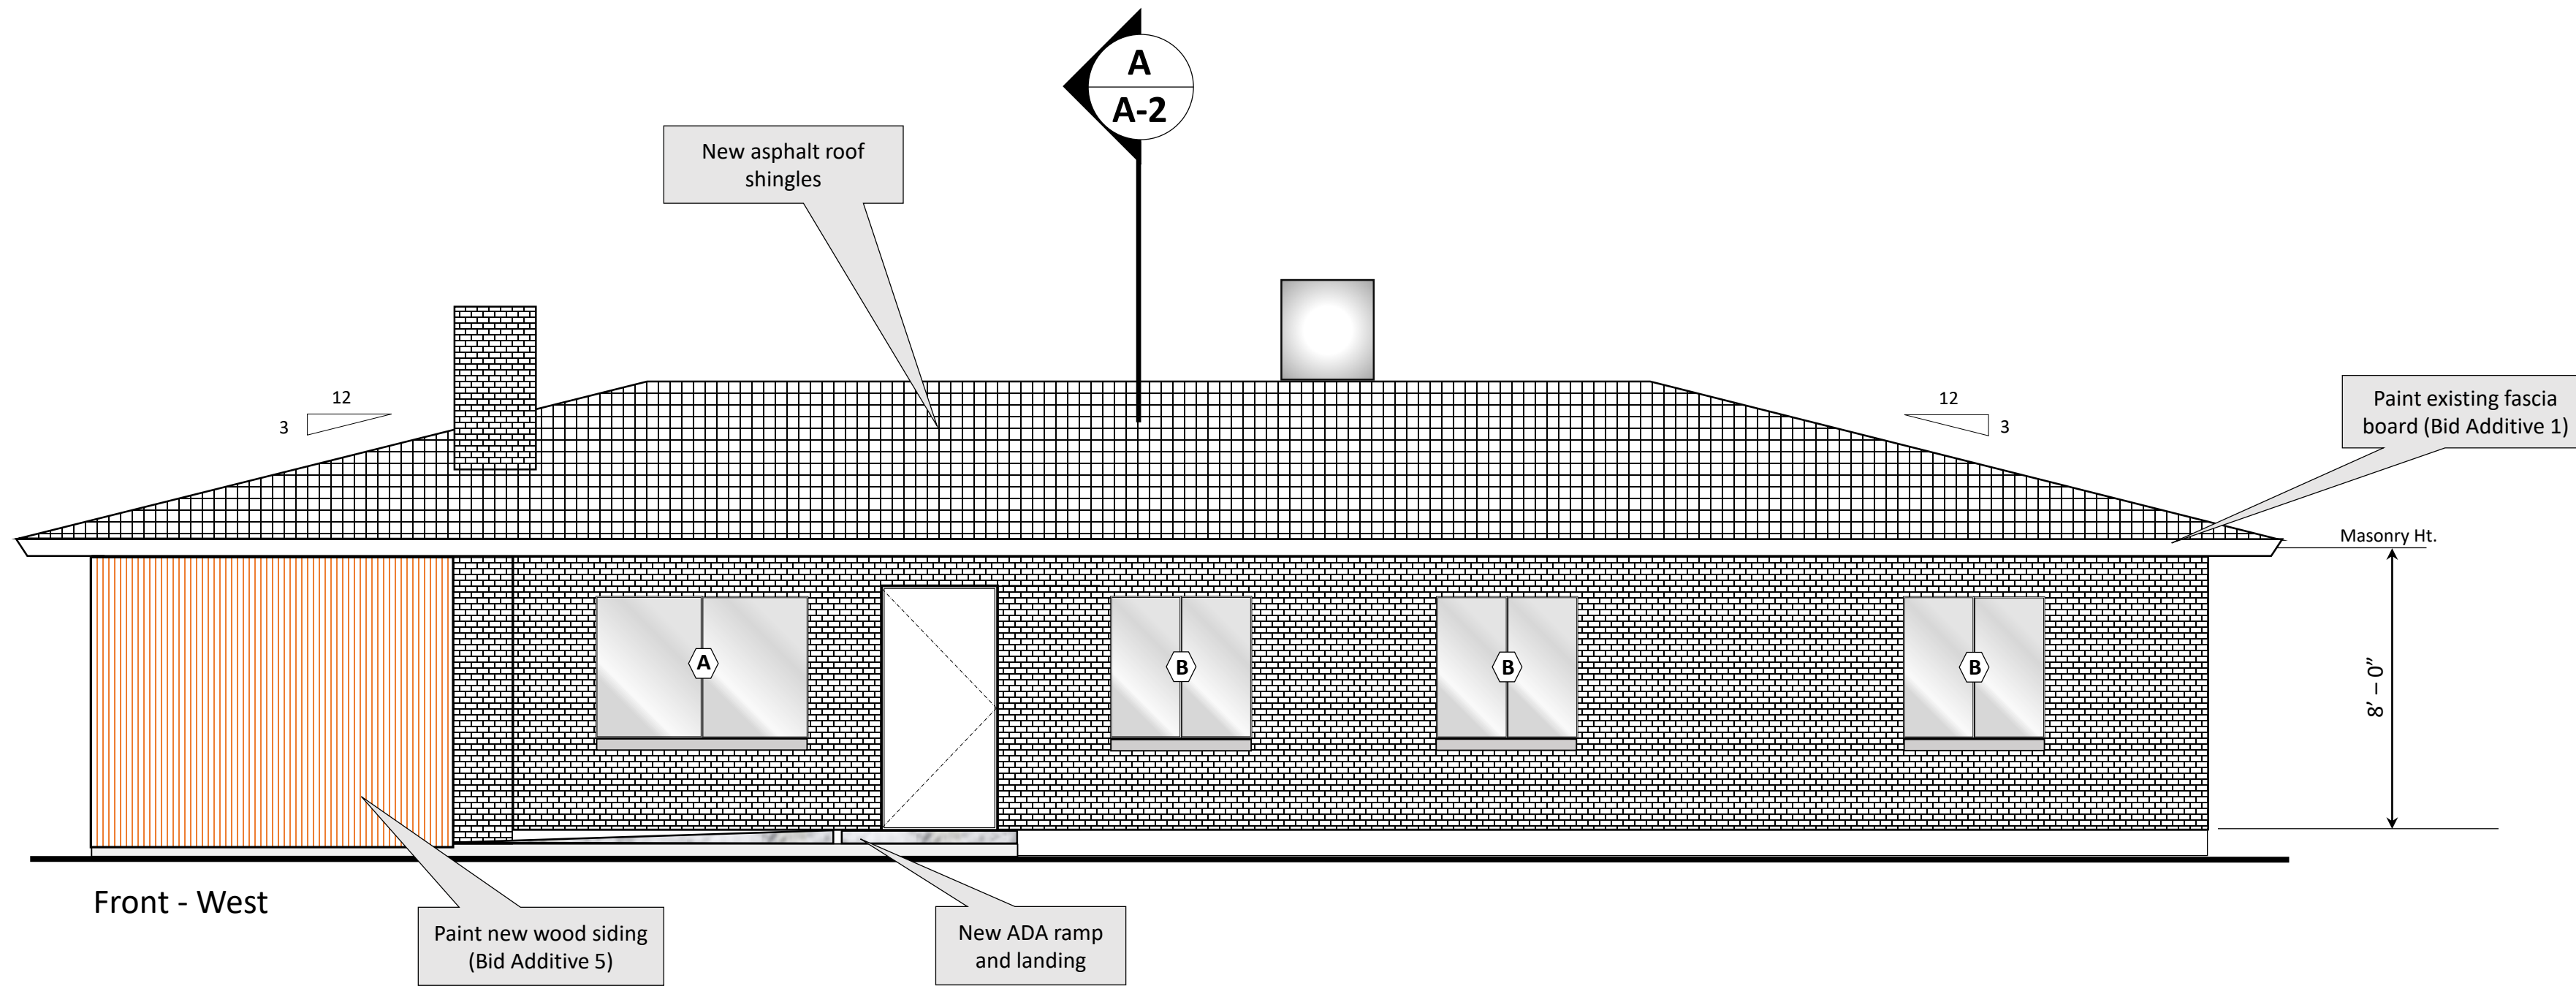 A
A-2
New asphalt roof
shingles
12
3
12
3
Paint existing fascia
board (Bid Additive 1)
Masonry Ht.
A
B
B
B
8’ – 0”
Front - West
Paint new wood siding
(Bid Additive 5)
New ADA ramp
and landing